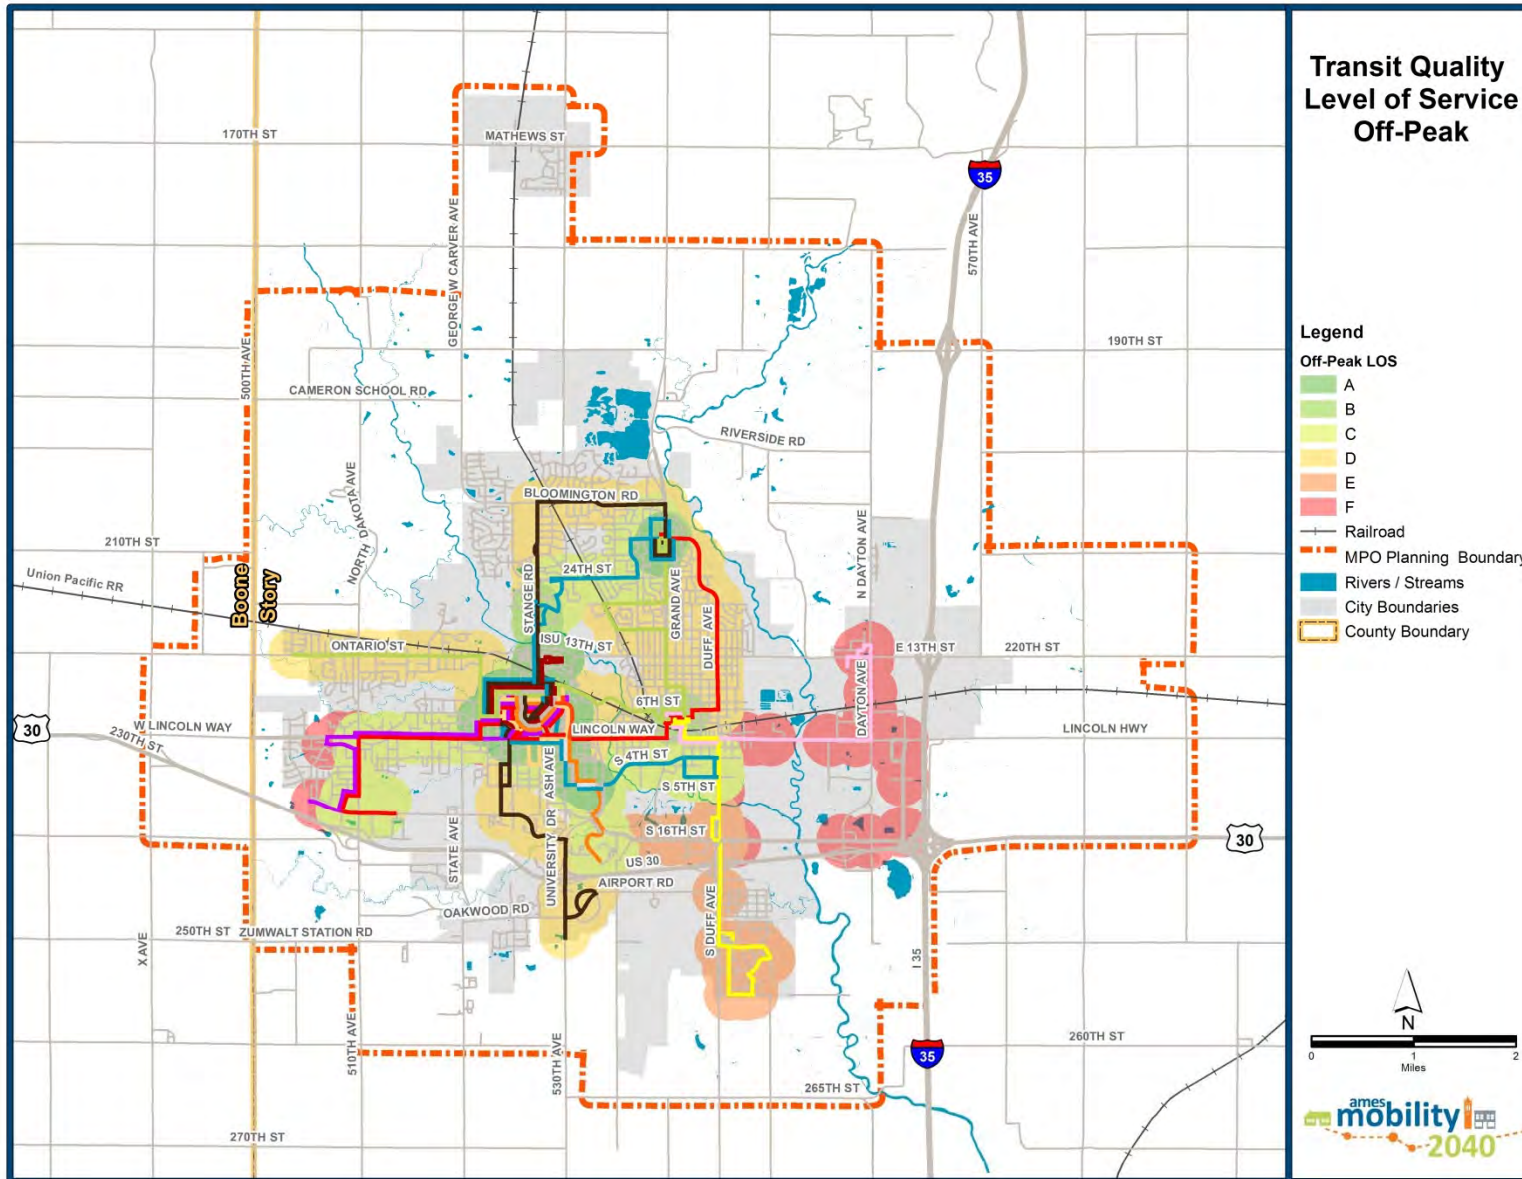 Transit Quality
Level of Service
Off-Peak
Legend
Off-Peak LOS
A
B
C
D
E
F
Railroad
MPO Planning Boundary
Rivers / Streams
City Boundaries
County Boundary
N
0 1 2
Miles
ames
mobility
2040
170TH ST
MATHEWS ST
35
GEORGE W CARVER AVE
570TH AVE
500TH AVE
190TH ST
CAMERON SCHOOL RD
RIVERSIDE RD
NORTH DAKOTA AVE
BLOOMINGTON RD
210TH ST
Union Pacific RR
24TH ST
STANGE RD
GRAND AVE
DUFF AVE
N DAYTON AVE
Boone
Story
ONTARIO ST
ISU 13TH ST
E 13TH ST
220TH ST
6TH ST
DAYTON AVE
30
W LINCOLN WAY
230TH ST
LINCOLN WAY
LINCOLN HWY
S 4TH ST
ASH AVE
S 5TH ST
STATE AVE
UNIVERSITY DR
S 16TH ST
US 30
30
AIRPORT RD
OAKWOOD RD
250TH ST
ZUMWALT STATION RD
X AVE
S DUFF AVE
I 35
510TH AVE
530TH AVE
35
260TH ST
265TH ST
270TH ST